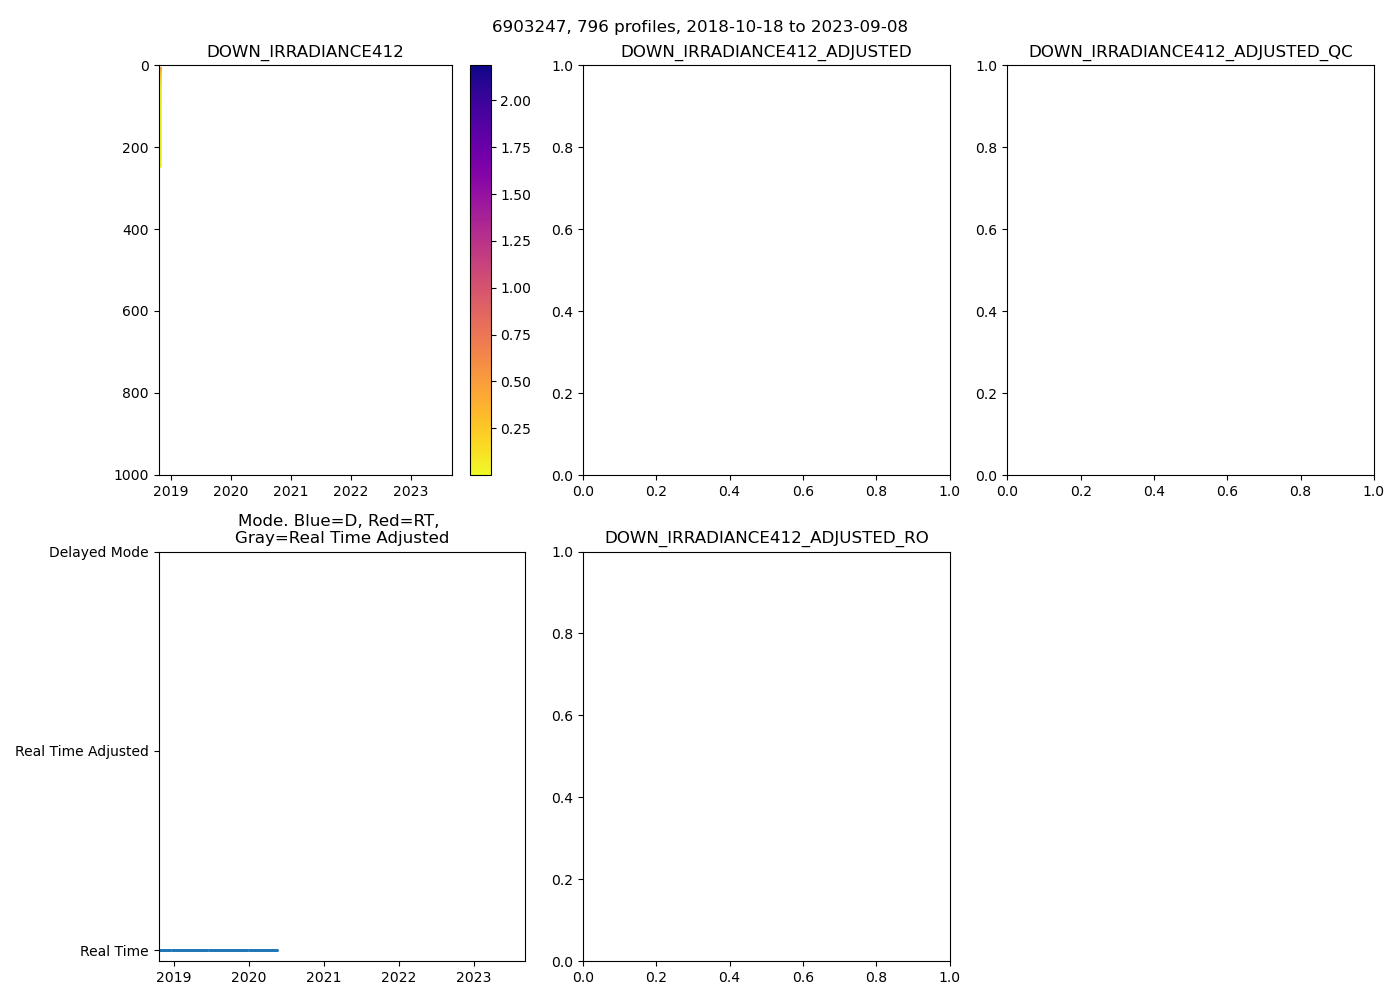 6903247, 796 profiles, 2018-10-18 to 2023-09-08
DOWN_IRRADIANCE412
0
200
400
600
800
1000
2019 2020 2021 2022 2023
2.00
1.75
1.50
1.25
1.00
0.75
0.50
0.25
DOWN_IRRADIANCE412_ADJUSTED
1.0
0.8
0.6
0.4
0.2
0.0
0.0 0.2 0.4 0.6 0.8 1.0
DOWN_IRRADIANCE412_ADJUSTED_QC
1.0
0.8
0.6
0.4
0.2
0.0
0.0 0.2 0.4 0.6 0.8 1.0
Mode. Blue=D, Red=RT,
Gray=Real Time Adjusted
Delayed Mode
Real Time Adjusted
Real Time
2019 2020 2021 2022 2023
DOWN_IRRADIANCE412_ADJUSTED_RO
1.0
0.8
0.6
0.4
0.2
0.0
0.0 0.2 0.4 0.6 0.8 1.0